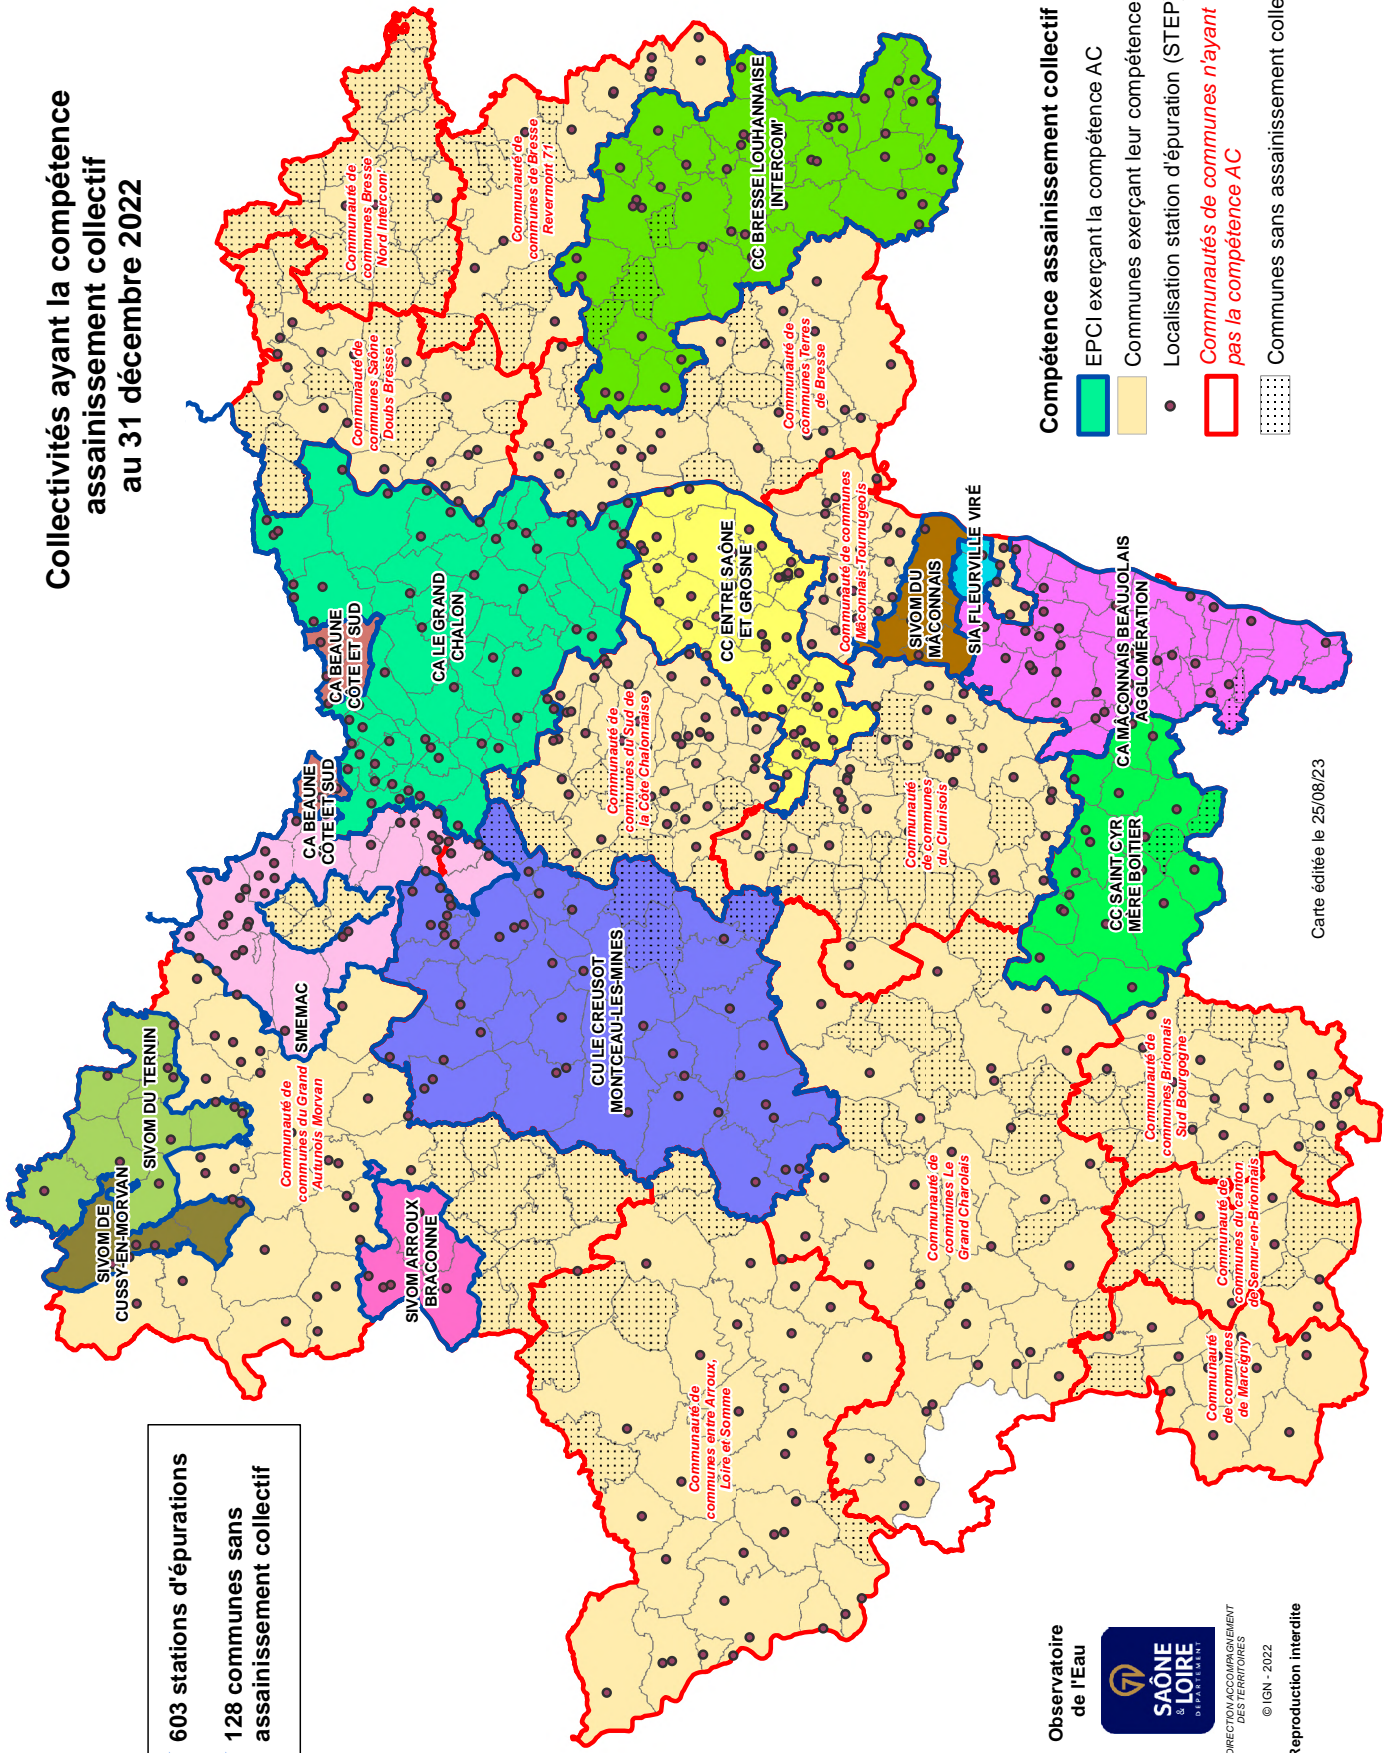 Collectivités ayant la compétence
assainissement collectif
au 31 décembre 2022
603 stations d'épurations
128 communes sans
assainissement collectif
SIVOM DE
CUSSY-EN-MORVAN
SIVOM DU TERNIN
SMEMAC
Communauté de
communes du Grand
Autunois Morvan
SIVOM ARROUX
BRACONNE
CA BEAUNE
CÔTE ET SUD
CA BEAUNE
CÔTE ET SUD
CA LE GRAND
CHALON
Communauté de
communes Saône
Doubs Bresse
Communauté de
communes Bresse
Nord Intercom'
Communauté de
communes de Bresse
Revermont 71
CU LE CREUSOT
MONTCEAU-LES-MINES
Communauté de
communes du Sud de
la Côte Chalonnaise
CC ENTRE SAÔNE
ET GROSNE
CC BRESSE LOUHANNAISE
INTERCOM'
Communauté de
communes Terres
de Bresse
Communauté de communes
Mâconnais-Tournugeois
Communauté de
communes entre Arroux,
Loire et Somme
Communauté de
communes Le
Grand Charolais
Communauté
de communes
du Clunisois
SIVOM DU
MÂCONNAIS
SIA FLEURVILLE VIRÉ
CA MÂCONNAIS BEAUJOLAIS
AGGLOMÉRATION
CC SAINT CYR
MÈRE BOITIER
Communauté de
communes Brionnais
Sud Bourgogne
Communauté de
communes du canton
de Semur-en-Brionnais
Communauté
de communes
de Marcigny
Compétence assainissement collectif
EPCI exerçant la compétence AC
Communes exerçant leur compétence
Localisation station d'épuration (STEP
Communautés de communes n'ayant
pas la compétence AC
Communes sans assainissement colle
Carte éditée le 25/08/23
Observatoire
de l'Eau
SAÔNE
& LOIRE
DÉPARTEMENT
DIRECTION ACCOMPAGNEMENT
DES TERRITOIRES
© IGN - 2022
Reproduction interdite